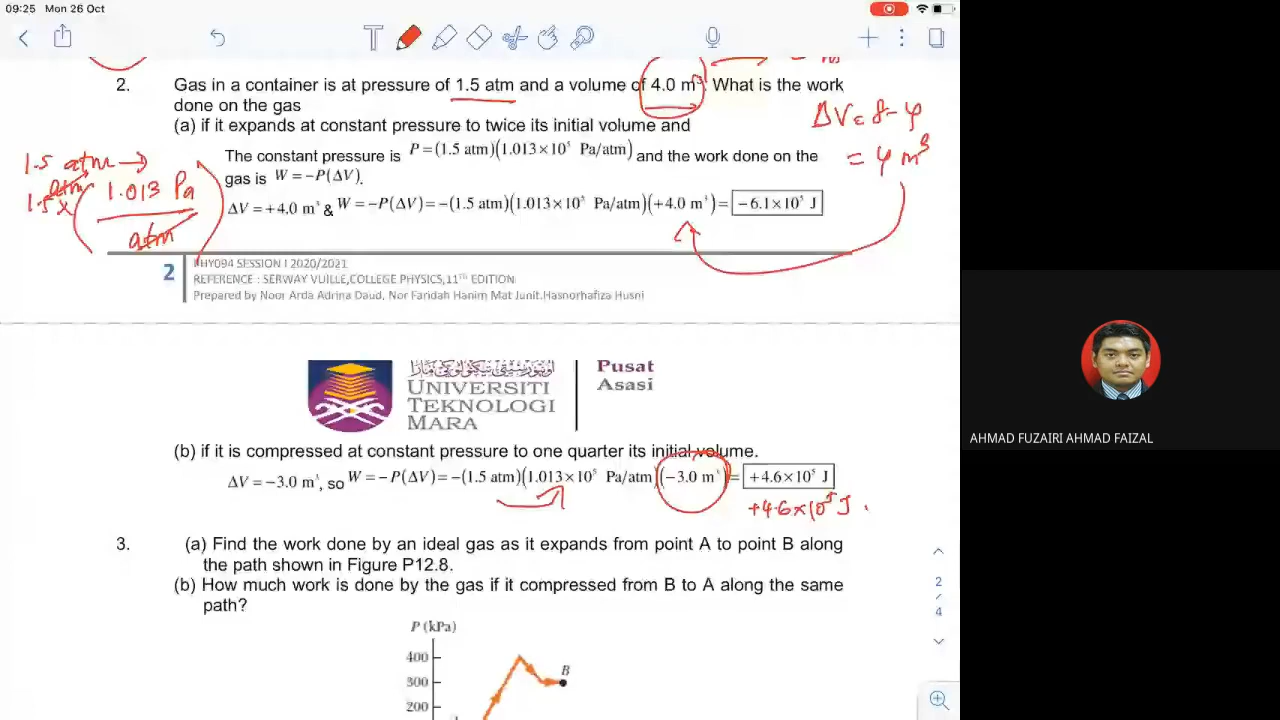 09:25 Mon 26 Oct
2. Gas in a container is at pressure of 1.5 atm and a volume of 4.0 m³. What is the work
done on the gas
(a) if it expands at constant pressure to twice its initial volume and
ΔV = 8 - 4
= 4 m³
The constant pressure is P = (1.5 atm)(1.013×10⁵ Pa/atm) and the work done on the
gas is W = −P(ΔV).
1.5 atm →
1.5 x
atm
1.013 Pa
atm
ΔV = +4.0 m³ & W = −P(ΔV) = −(1.5 atm)(1.013×10⁵ Pa/atm)(+4.0 m³) = −6.1×10⁵ J
2
PHY094 SESSION I 2020/2021
REFERENCE : SERWAY VUILLE,COLLEGE PHYSICS,11TH EDITION
Prepared by Noor Arda Adrina Daud, Nor Faridah Hanim Mat Junit,Hasnorhafiza Husni
UNIVERSITI
TEKNOLOGI
MARA
Pusat
Asasi
(b) if it is compressed at constant pressure to one quarter its initial volume.
ΔV = −3.0 m³, so W = −P(ΔV) = −(1.5 atm)(1.013×10⁵ Pa/atm)(−3.0 m³) = +4.6×10⁵ J
+4.6×10⁵ J
3. (a) Find the work done by an ideal gas as it expands from point A to point B along
the path shown in Figure P12.8.
(b) How much work is done by the gas if it compressed from B to A along the same
path?
P (kPa)
400
300
200
B
2
/
4
AHMAD FUZAIRI AHMAD FAIZAL